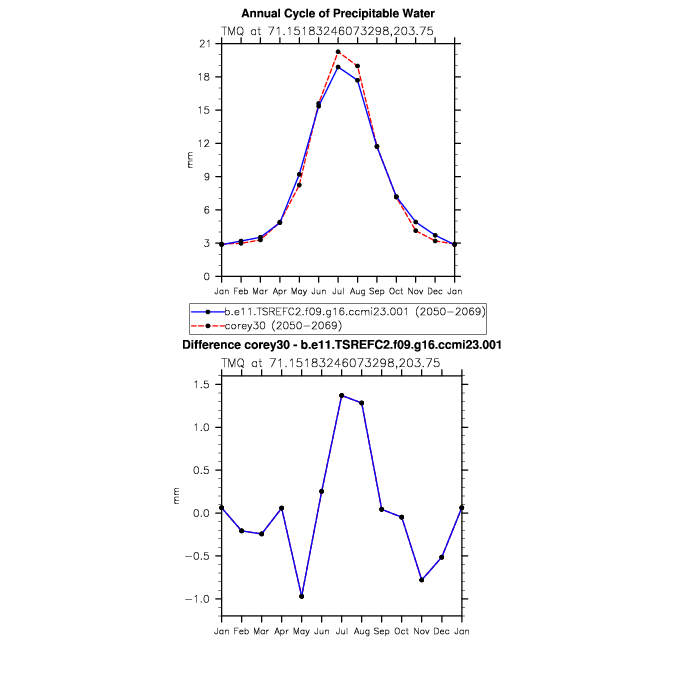 Annual Cycle of Precipitable Water
TMQ at 71.15183246073298,203.75
21
18
15
12
9
6
3
0
mm
Jan Feb Mar Apr May Jun Jul Aug Sep Oct Nov Dec Jan
b.e11.TSREFC2.f09.g16.ccmi23.001 (2050-2069)
corey30 (2050-2069)
Difference corey30 - b.e11.TSREFC2.f09.g16.ccmi23.001
TMQ at 71.15183246073298,203.75
1.5
1.0
0.5
0.0
-0.5
-1.0
mm
Jan Feb Mar Apr May Jun Jul Aug Sep Oct Nov Dec Jan